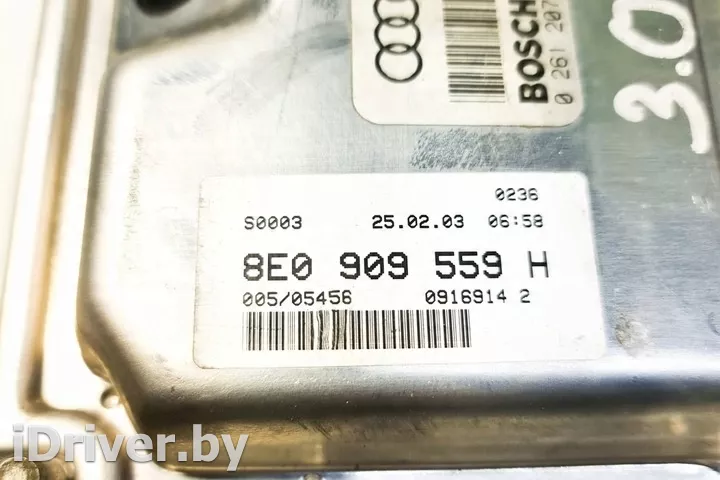 BOSCH
0 261 207
3.0
0236
S0003 25.02.03 06:58
8E0 909 559 H
005/05456 0916914 2
iDriver.by